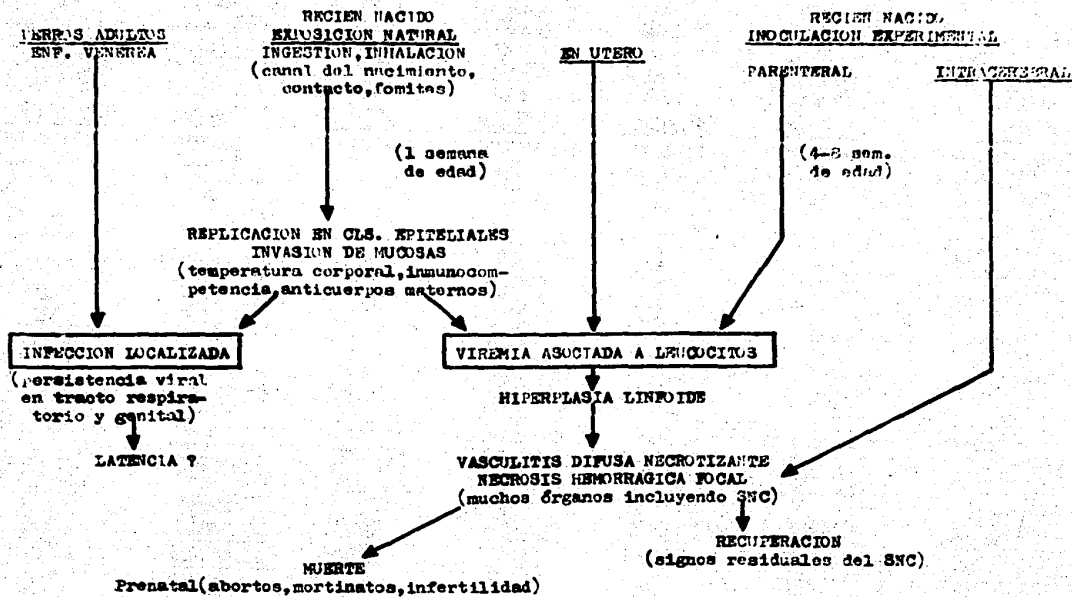 PERROS ADULTOS
ENF. VENEREA
RECIEN NACIDO
EXPOSICION NATURAL
INGESTION, INHALACION
(canal del nacimiento,
contacto,fomites)
EN UTERO
RECIEN NACIDO
INOCULACION EXPERIMENTAL
PARENTERAL
INTRACEREBRAL
(1 semana
de edad)
(4-8 sem.
de edad)
REPLICACION EN CLS. EPITELIALES
INVASION DE MUCOSAS
(temperatura corporal,inmunocom-
petencia,anticuerpos maternos)
INFECCION LOCALIZADA
(persistencia viral
en tracto respira-
torio y genital)
LATENCIA ?
VIREMIA ASOCIADA A LEUCOCITOS
HIPERPLASIA LINFOIDE
VASCULITIS DIFUSA NECROTIZANTE
NECROSIS HEMORRAGICA FOCAL
(muchos órganos incluyendo SNC)
RECUPERACION
(signos residuales del SNC)
MUERTE
Prenatal(abortos,mortinatos,infertilidad)